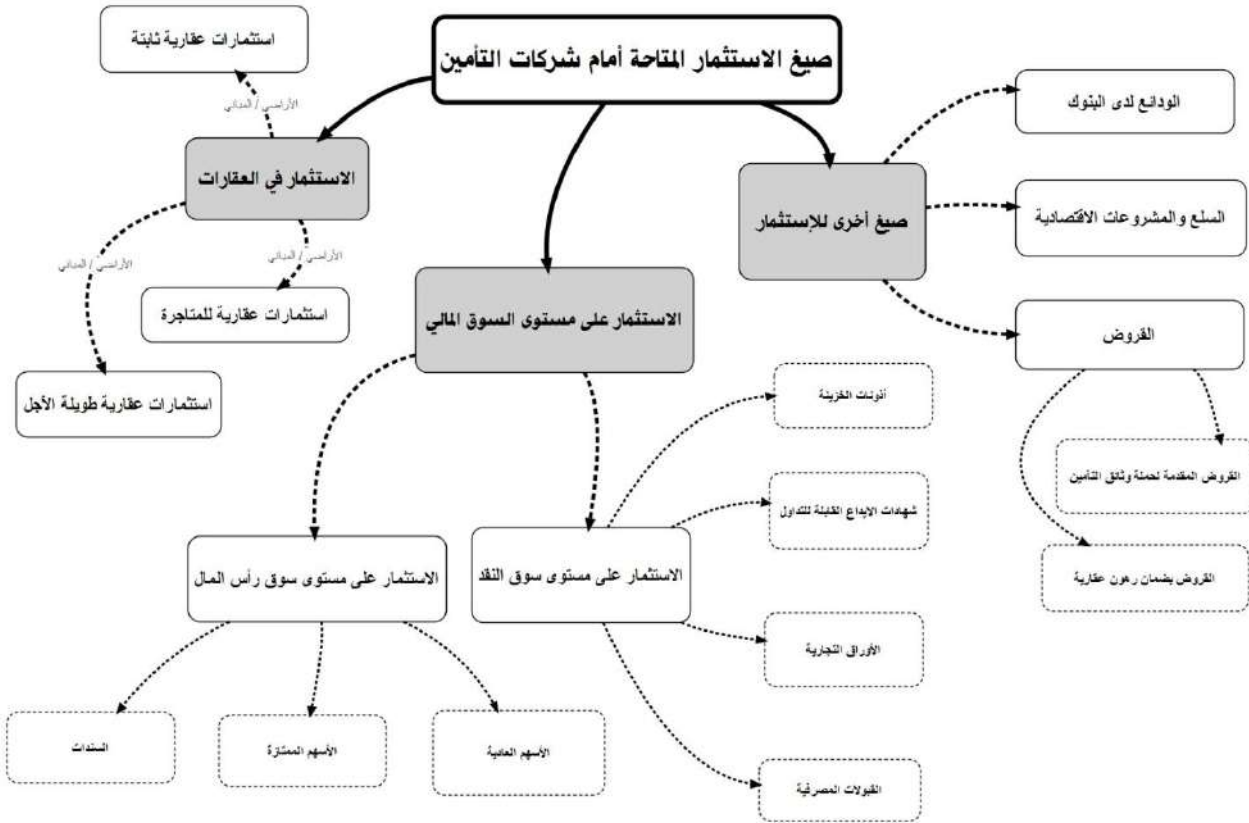 صيغ الاستثمار المتاحة أمام شركات التأمين
الودائع لدى البنوك
استثمارات عقارية ثابتة
الأراضي / المباني
صيغ أخرى للإستثمار
السلع والمشروعات الاقتصادية
الاستثمار في العقارات
الأراضي / المباني
الأراضي / المباني
استثمارات عقارية للمتاجرة
الاستثمار على مستوى السوق المالي
القروض
استثمارات عقارية طويلة الأجل
أذونات الخزينة
القروض المقدمة لحملة وثائق التأمين
شهادات الايداع القابلة للتداول
القروض بضمان رهون عقارية
الاستثمار على مستوى سوق النقد
الاستثمار على مستوى سوق رأس المال
الأوراق التجارية
الأسهم العادية
الأسهم الممتازة
السندات
القبولات المصرفية